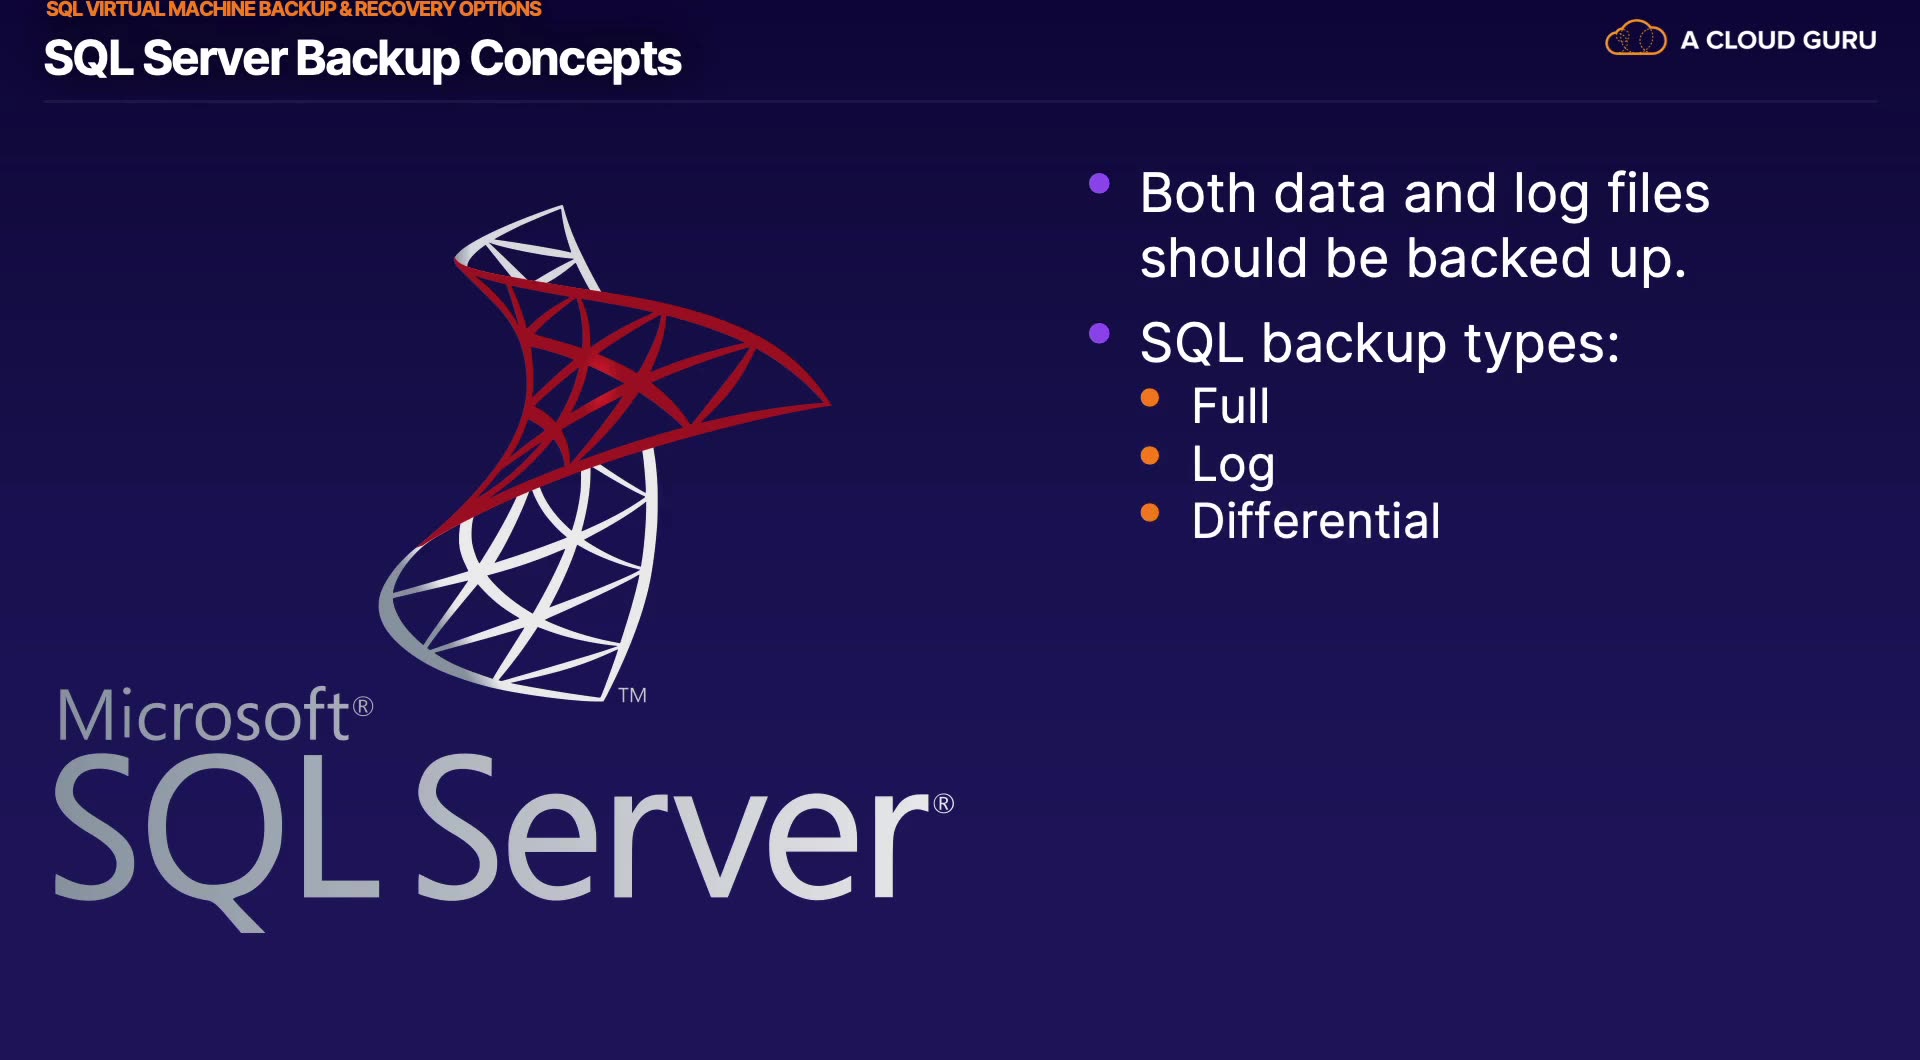 SQL VIRTUAL MACHINE BACKUP & RECOVERY OPTIONS
SQL Server Backup Concepts
A CLOUD GURU
Both data and log files
should be backed up.
SQL backup types:
Full
Log
Differential
TM
Microsoft®
SQL Server®